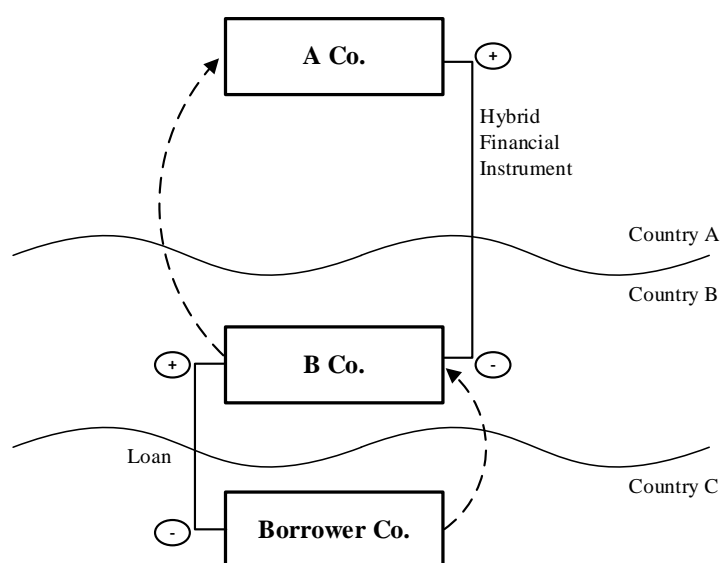 A Co.
+
Hybrid
Financial
Instrument
Country A
Country B
+
B Co.
-
Loan
Country C
-
Borrower Co.